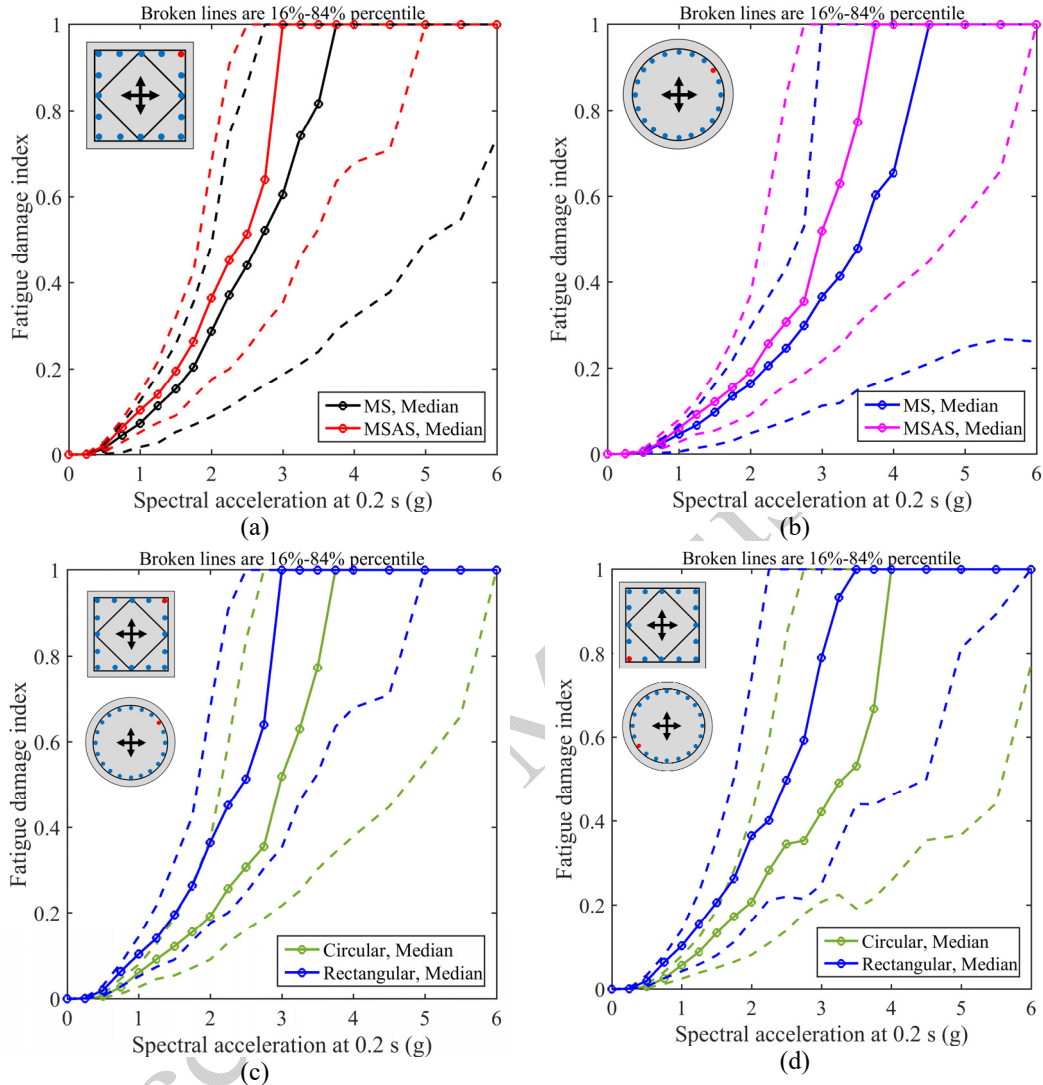 Broken lines are 16%-84% percentile
1
0.8
0.6
0.4
0.2
0
Fatigue damage index
MS, Median
MSAS, Median
0 1 2 3 4 5 6
Spectral acceleration at 0.2 s (g)
(a)
Broken lines are 16%-84% percentile
1
0.8
0.6
0.4
0.2
0
Fatigue damage index
MS, Median
MSAS, Median
0 1 2 3 4 5 6
Spectral acceleration at 0.2 s (g)
(b)
Broken lines are 16%-84% percentile
1
0.8
0.6
0.4
0.2
0
Fatigue damage index
Circular, Median
Rectangular, Median
0 1 2 3 4 5 6
Spectral acceleration at 0.2 s (g)
(c)
Broken lines are 16%-84% percentile
1
0.8
0.6
0.4
0.2
0
Fatigue damage index
Circular, Median
Rectangular, Median
0 1 2 3 4 5 6
Spectral acceleration at 0.2 s (g)
(d)